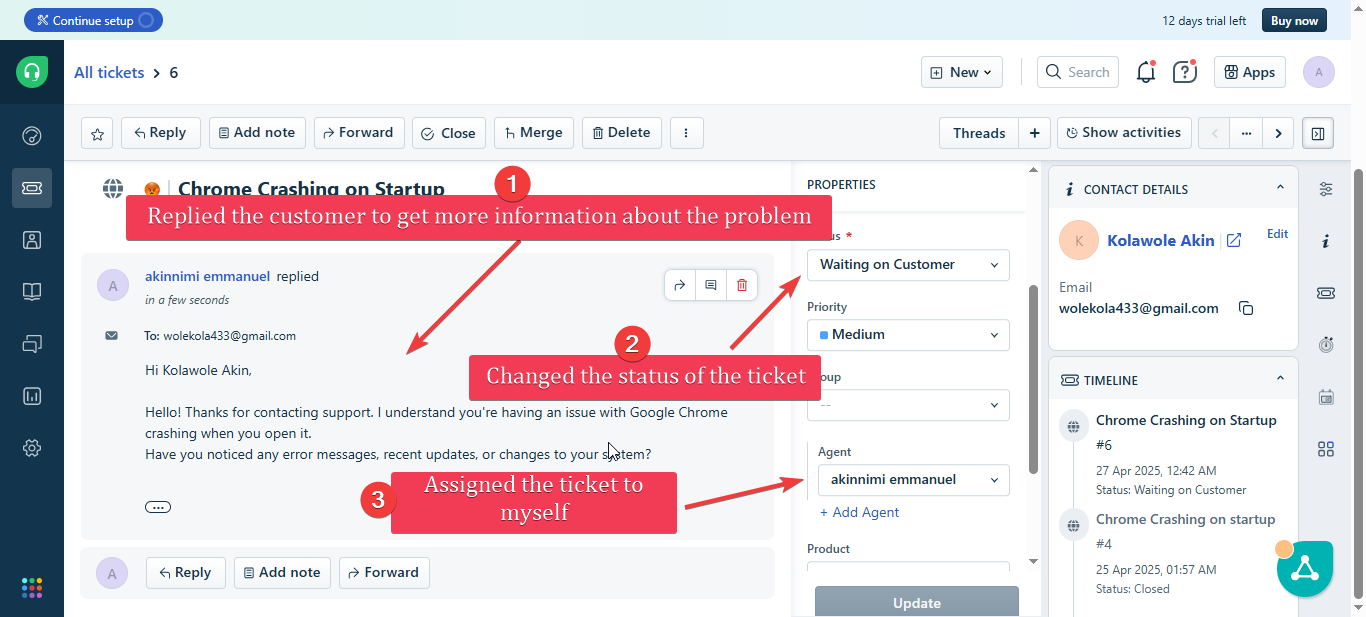 Continue setup
12 days trial left
Buy now
All tickets > 6
New
Search
Apps
A
Reply
Add note
Forward
Close
Merge
Delete
Threads
+
Show activities
Chrome Crashing on Startup
1
Replied the customer to get more information about the problem
akinnimi emmanuel replied
in a few seconds
A
To: wolekola433@gmail.com
Hi Kolawole Akin,
Hello! Thanks for contacting support. I understand you're having an issue with Google Chrome
crashing when you open it.
Have you noticed any error messages, recent updates, or changes to your system?
2
Changed the status of the ticket
3
Assigned the ticket to
myself
A
Reply
Add note
Forward
PROPERTIES
us *
Waiting on Customer
Priority
Medium
oup
--
Agent
akinnimi emmanuel
+ Add Agent
Product
Update
CONTACT DETAILS
K
Kolawole Akin
Edit
Email
wolekola433@gmail.com
TIMELINE
Chrome Crashing on Startup
#6
27 Apr 2025, 12:42 AM
Status: Waiting on Customer
Chrome Crashing on startup
#4
25 Apr 2025, 01:57 AM
Status: Closed